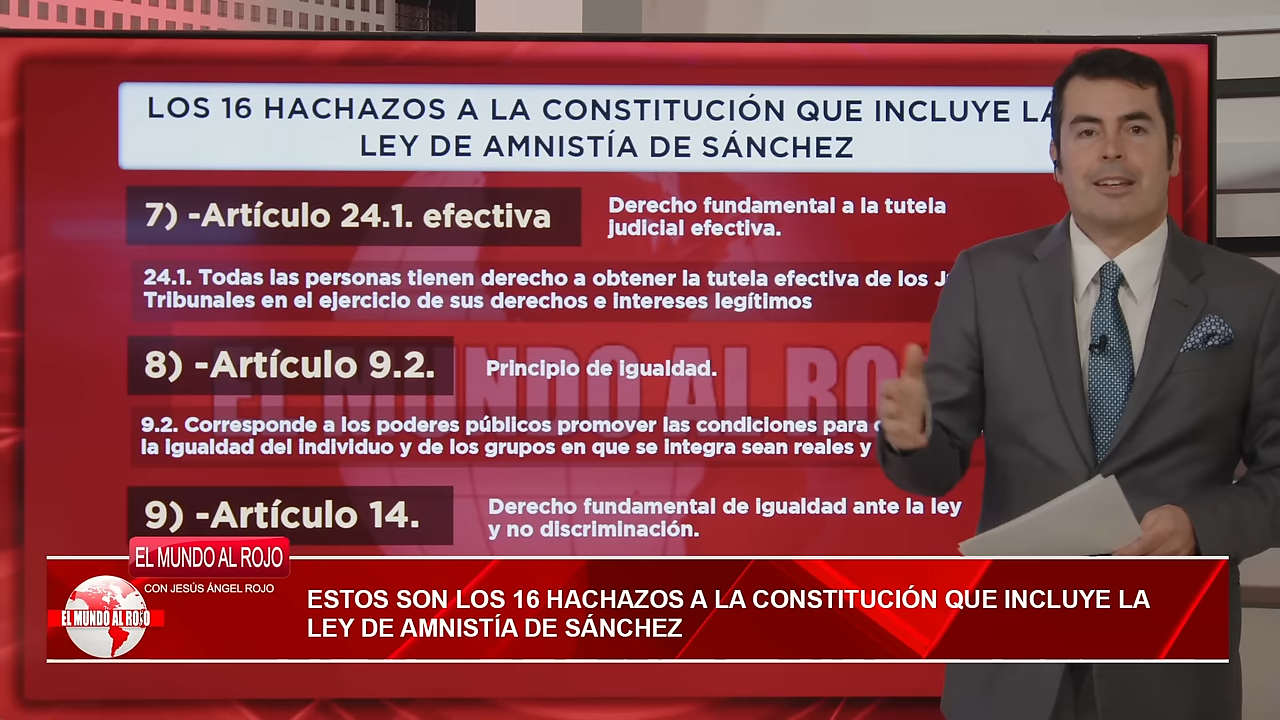 LOS 16 HACHAZOS A LA CONSTITUCIÓN QUE INCLUYE LA
LEY DE AMNISTÍA DE SÁNCHEZ
7) -Artículo 24.1. efectiva
Derecho fundamental a la tutela
judicial efectiva.
24.1. Todas las personas tienen derecho a obtener la tutela efectiva de los
Tribunales en el ejercicio de sus derechos e intereses legítimos
8) -Artículo 9.2.
Principio de igualdad.
EL MUNDO AL
9.2. Corresponde a los poderes públicos promover las condiciones para
la igualdad del individuo y de los grupos en que se integra sean reales y
9) -Artículo 14.
Derecho fundamental de igualdad ante la ley
y no discriminación.
EL MUNDO AL ROJO
CON JESÚS ÁNGEL ROJO
EL MUNDO AL ROJO
ESTOS SON LOS 16 HACHAZOS A LA CONSTITUCIÓN QUE INCLUYE LA
LEY DE AMNISTÍA DE SÁNCHEZ